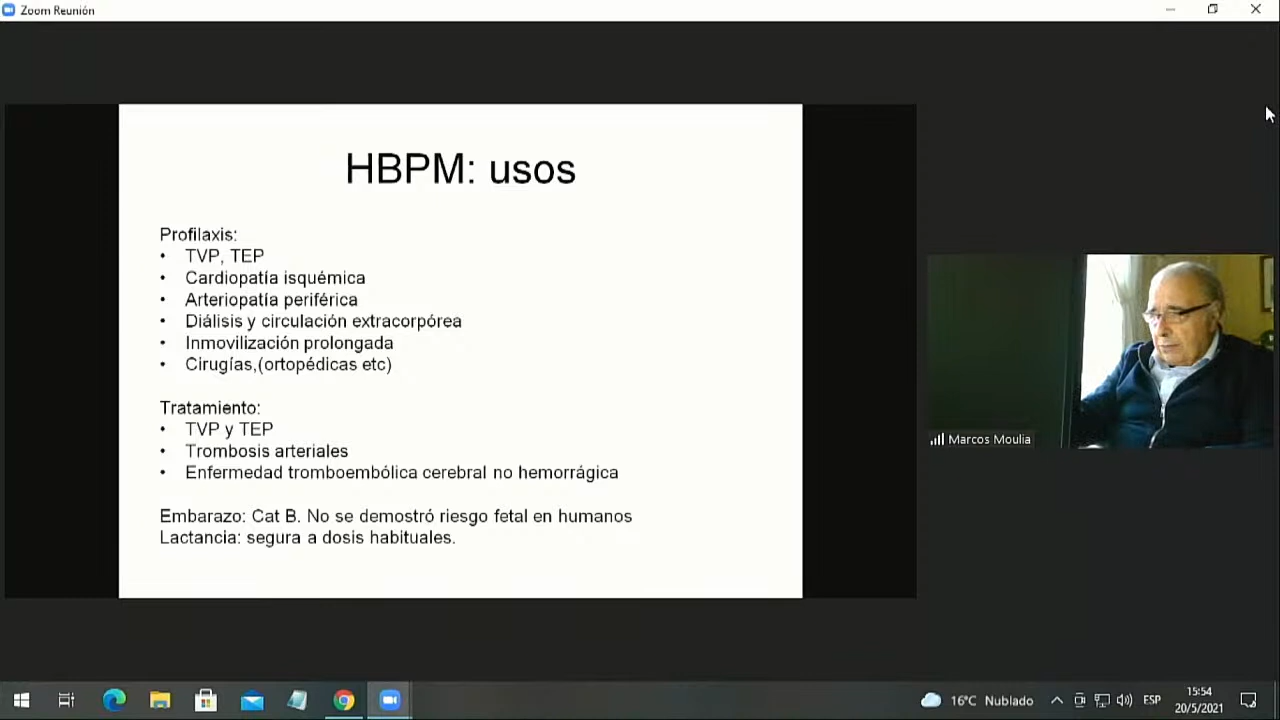 Zoom Reunión
HBPM: usos
Profilaxis:
• TVP, TEP
• Cardiopatía isquémica
• Arteriopatía periférica
• Diálisis y circulación extracorpórea
• Inmovilización prolongada
• Cirugías,(ortopédicas etc)
Tratamiento:
• TVP y TEP
• Trombosis arteriales
• Enfermedad tromboembólica cerebral no hemorrágica
Embarazo: Cat B. No se demostró riesgo fetal en humanos
Lactancia: segura a dosis habituales.
Marcos Moulia
16°C Nublado
ESP
15:54
20/5/2021